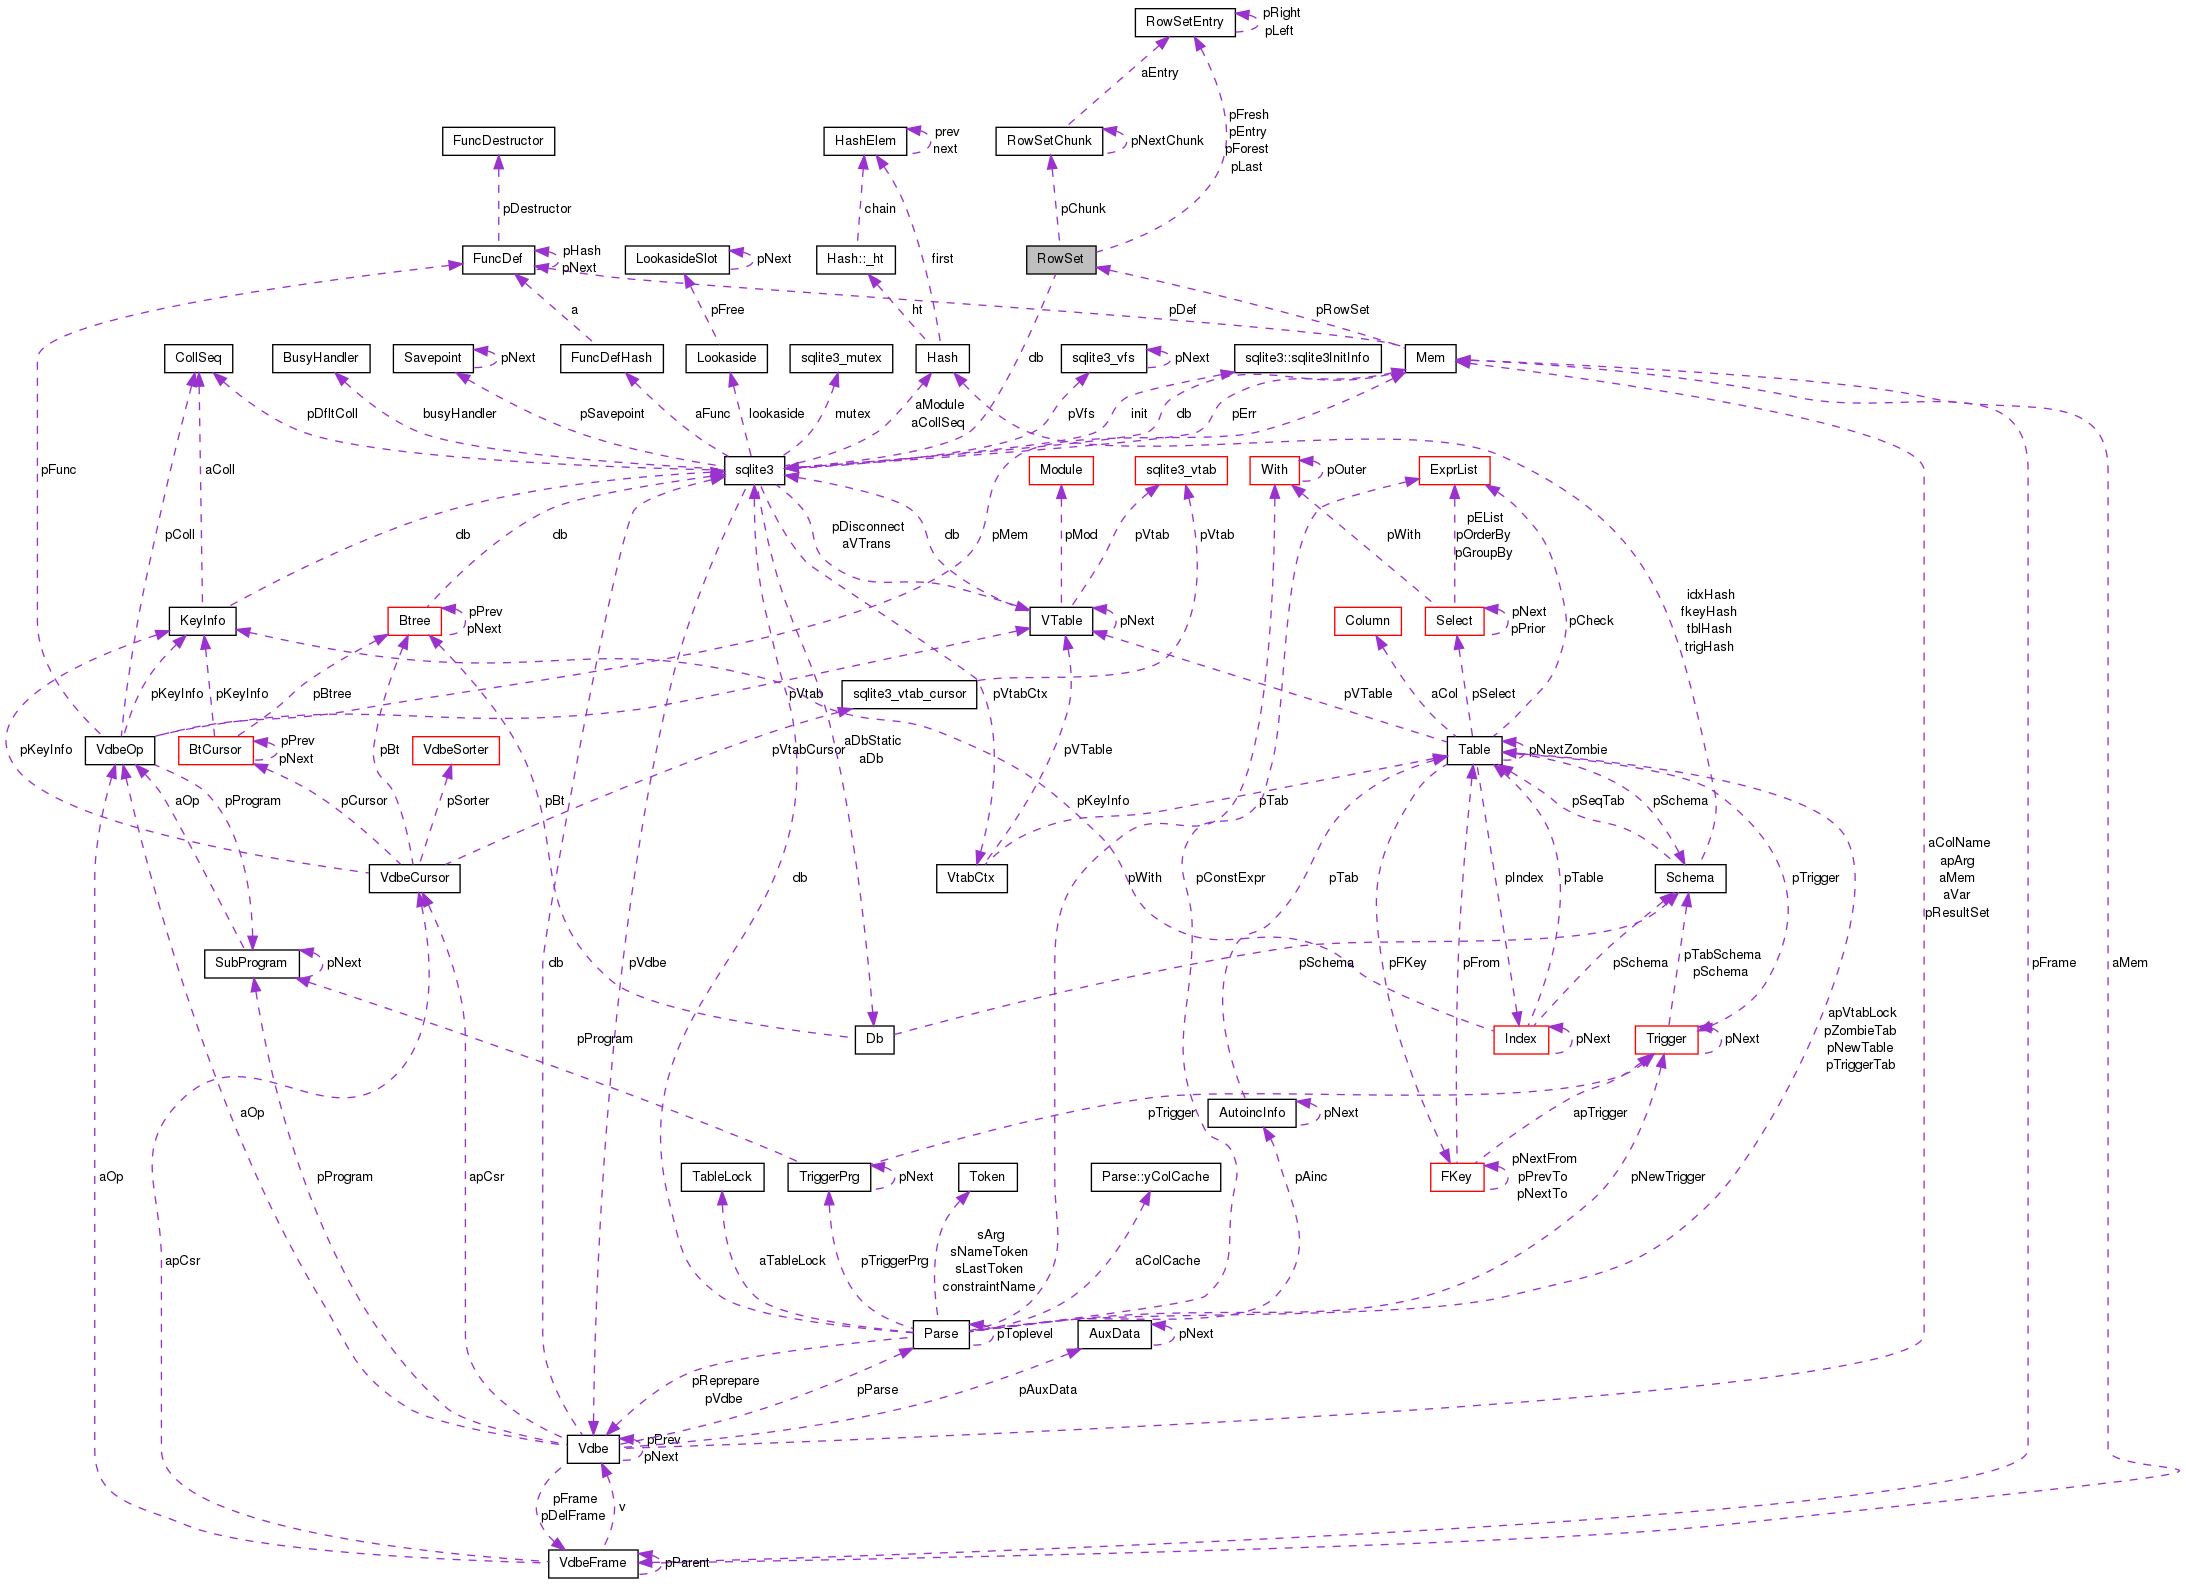 RowSetEntry
pRight
pLeft
aEntry
pFresh
pEntry
pForest
pLast
FuncDestructor
HashElem
prev
next
RowSetChunk
pNextChunk
pDestructor
chain
pChunk
FuncDef
pHash
pNext
LookasideSlot
pNext
Hash::_ht
first
RowSet
a
pFree
ht
pDef
pRowSet
CollSeq
BusyHandler
Savepoint
pNext
FuncDefHash
Lookaside
sqlite3_mutex
Hash
db
sqlite3_vfs
pNext
sqlite3::sqlite3InitInfo
Mem
pDfltColl
busyHandler
pSavepoint
aFunc
lookaside
mutex
aModule
aCollSeq
pVfs
init
db
pErr
pFunc
aColl
sqlite3
Module
sqlite3_vtab
With
pOuter
ExprList
pColl
db
db
pDisconnect
aVTrans
db
pMem
pMod
pVtab
pVtab
pWith
pEList
pOrderBy
pGroupBy
KeyInfo
Btree
pPrev
pNext
VTable
pNext
Column
Select
pNext
pPrior
pCheck
idxHash
fkeyHash
tblHash
trigHash
pKeyInfo
pKeyInfo
pBtree
pVtab
sqlite3_vtab_cursor
pVtabCtx
pVTable
aCol
pSelect
pKeyInfo
VdbeOp
BtCursor
pPrev
pNext
pBt
VdbeSorter
pVtabCursor
aDbStatic
aDb
pVTable
Table
pNextZombie
aOp
pProgram
pCursor
pSorter
pBt
pKeyInfo
pTab
pSeqTab
pSchema
VdbeCursor
db
VtabCtx
pWith
pConstExpr
pTab
pIndex
pTable
Schema
pTrigger
aColName
apArg
aMem
aVar
pResultSet
SubProgram
pNext
db
pVdbe
pSchema
pFKey
pFrom
pSchema
pTabSchema
pSchema
pFrame
aMem
pProgram
Db
Index
pNext
Trigger
pNext
apVtabLock
pZombieTab
pNewTable
pTriggerTab
aOp
pTrigger
AutoincInfo
pNext
apTrigger
aOp
pProgram
apCsr
TableLock
TriggerPrg
pNext
Token
Parse::yColCache
pAinc
FKey
pNextFrom
pPrevTo
pNextTo
pNewTrigger
apCsr
aTableLock
pTriggerPrg
sArg
sNameToken
sLastToken
constraintName
aColCache
Parse
pToplevel
AuxData
pNext
pReprepare
pVdbe
pParse
pAuxData
Vdbe
pPrev
pNext
pFrame
pDelFrame
v
VdbeFrame
pParent